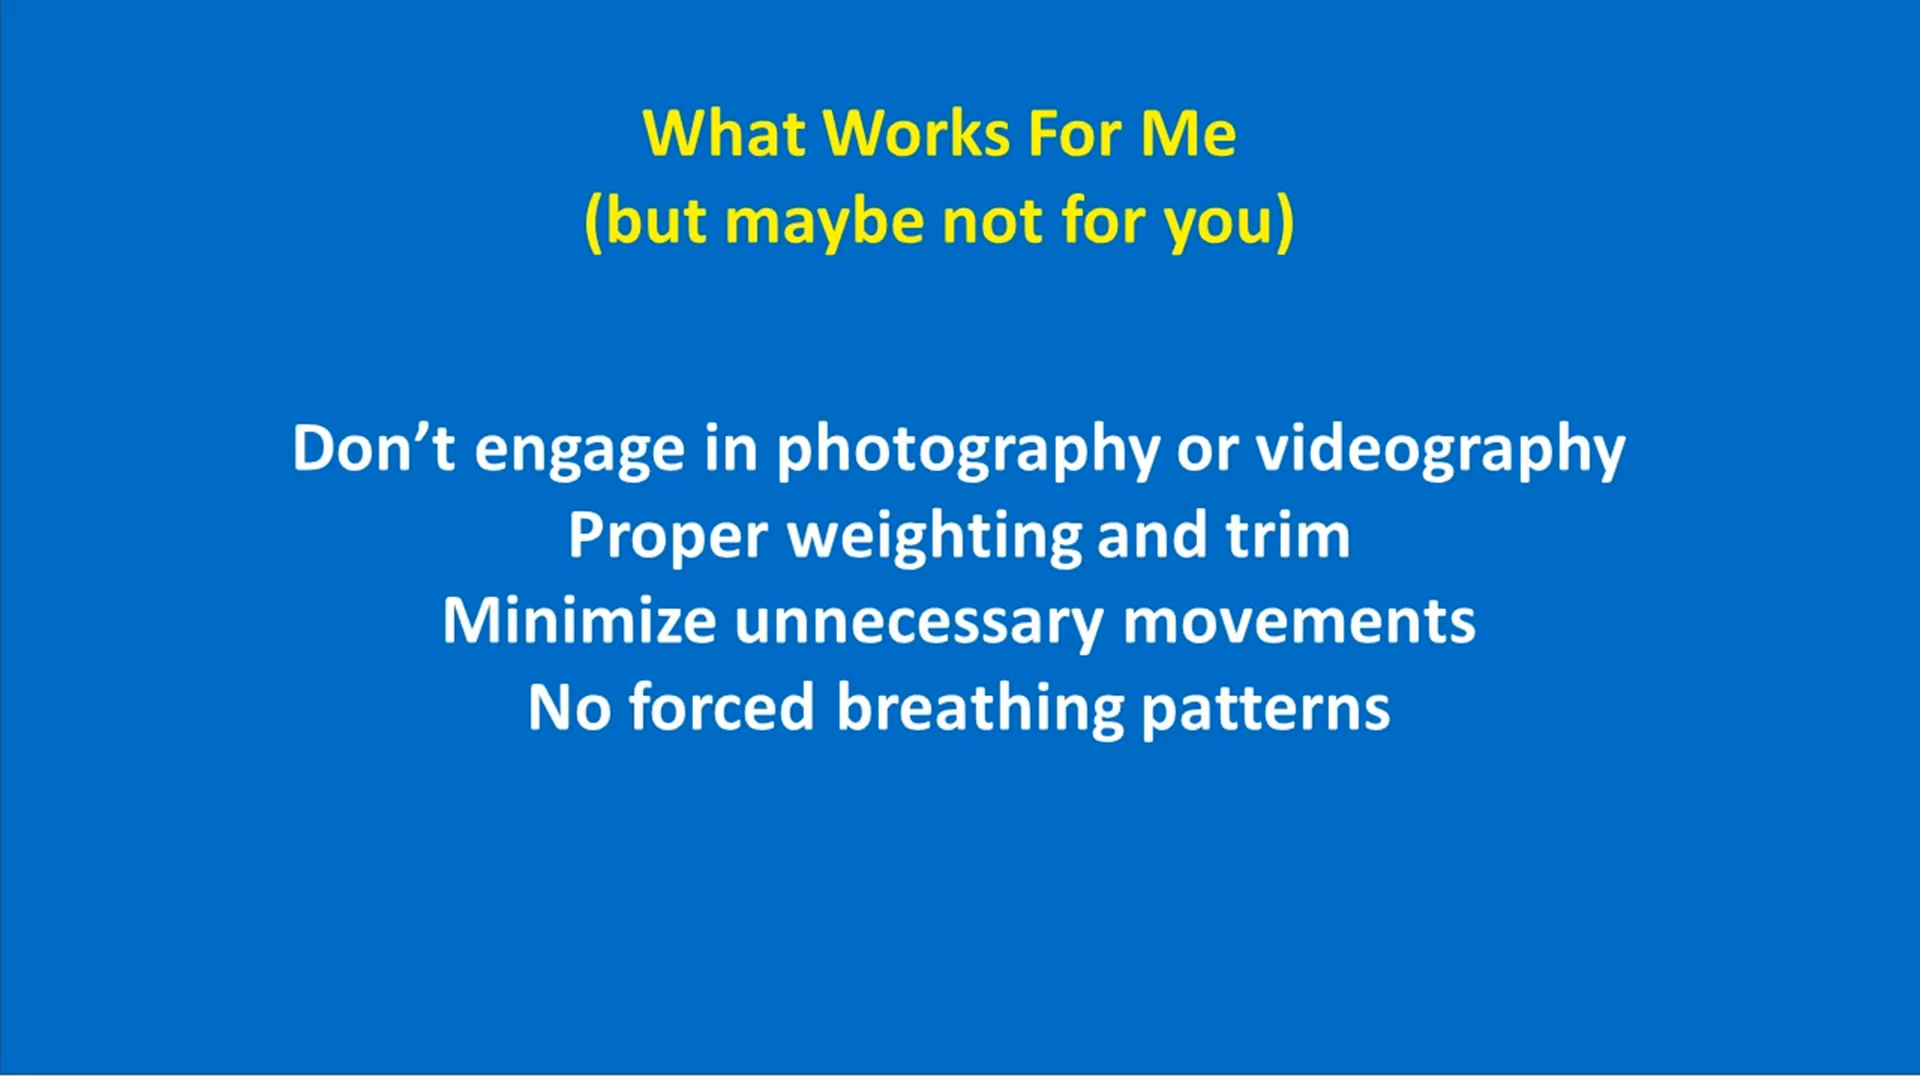 What Works For Me
(but maybe not for you)
Don’t engage in photography or videography
Proper weighting and trim
Minimize unnecessary movements
No forced breathing patterns